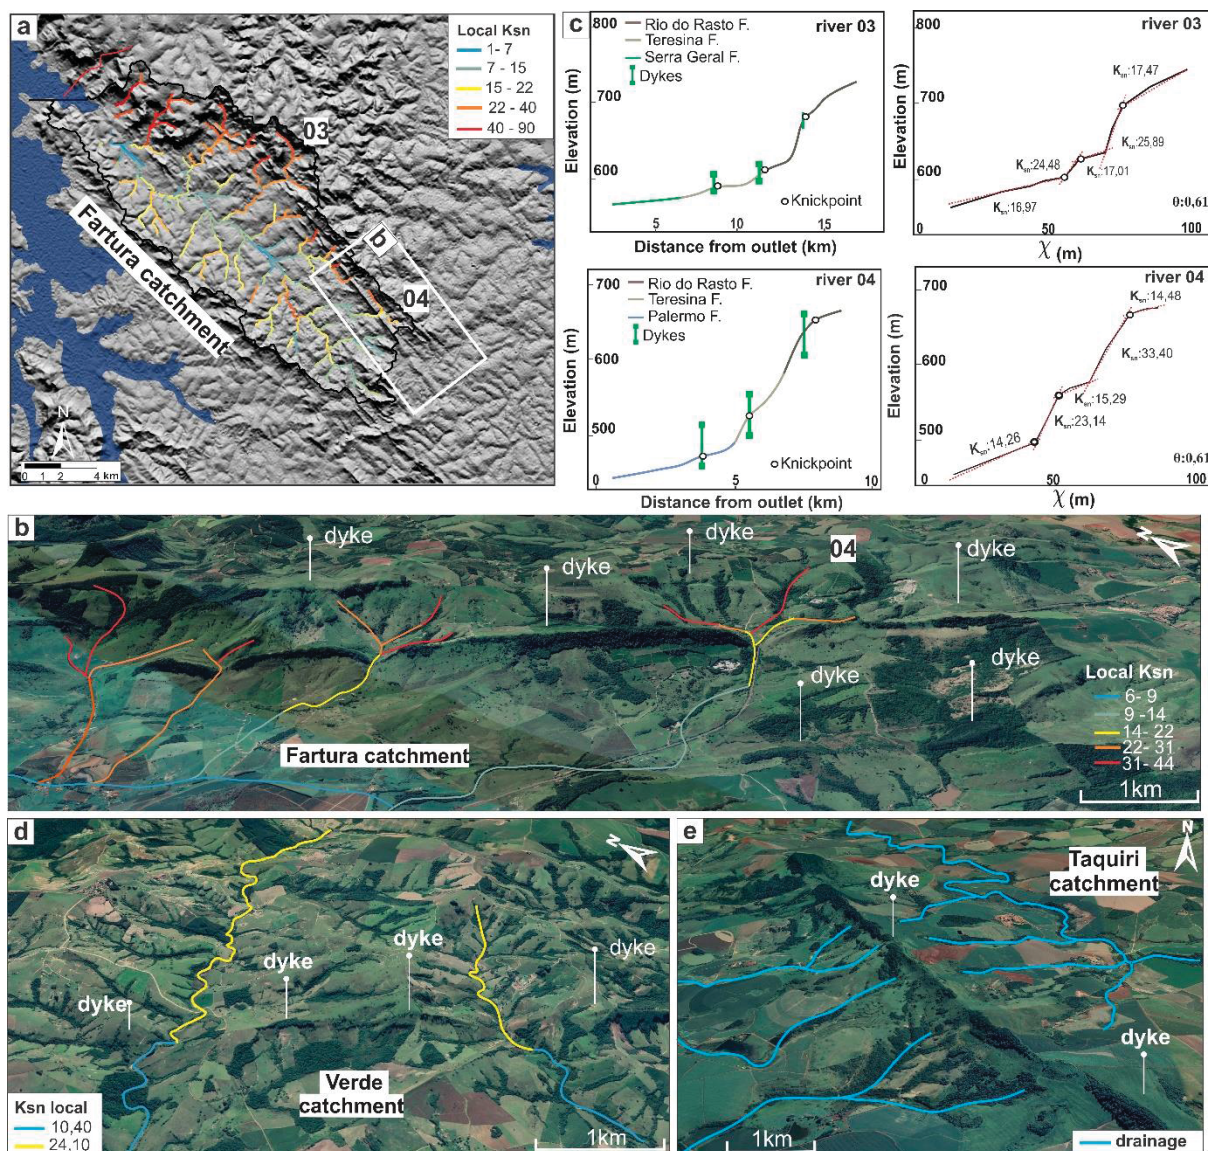 a
Local Ksn
1- 7
7 - 15
15 - 22
22 - 40
40 - 90
03
Fartura catchment
b
04
N
0 1 2 4 km
c
800
river 03
Rio do Rasto F.
Teresina F.
Serra Geral F.
Dykes
Elevation (m)
700
600
Knickpoint
0
5
10
15
Distance from outlet (km)
800
river 03
Ksn:17,47
Elevation (m)
700
Ksn:25,89
Ksn:24,48
Ksn:17,01
600
Ksn:16,97
θ:0,61
0
50
100
χ (m)
700
river 04
Rio do Rasto F.
Teresina F.
Palermo F.
Dykes
Elevation (m)
600
500
Knickpoint
0
5
10
Distance from outlet (km)
700
river 04
Ksn:14,48
Elevation (m)
Ksn:33,40
600
Ksn:15,29
Ksn:23,14
500
Ksn:14,26
θ:0,61
0
50
100
χ (m)
b
dyke
dyke
dyke
04
dyke
N
dyke
dyke
Local Ksn
6- 9
9 -14
14- 22
22- 31
31- 44
Fartura catchment
1km
d
N
dyke
dyke
dyke
dyke
Verde
catchment
Ksn local
10,40
24,10
1km
e
N
Taquiri
catchment
dyke
dyke
1km
drainage